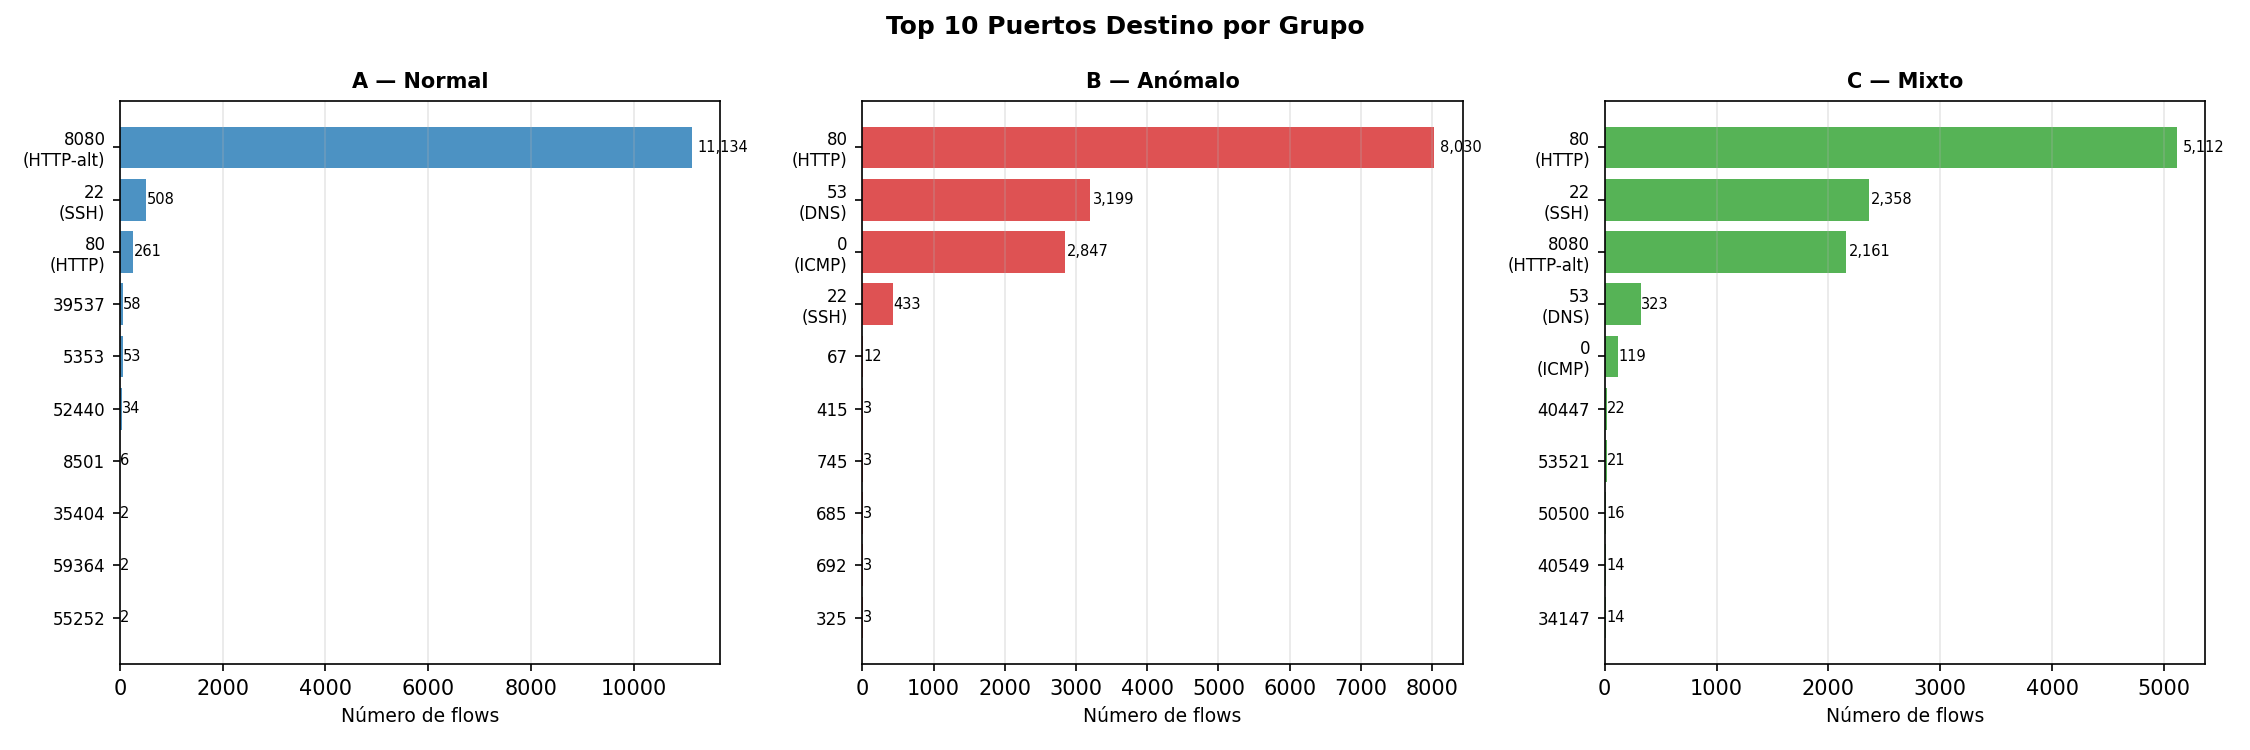 Top 10 Puertos Destino por Grupo
A — Normal
8080
(HTTP-alt)
11,134
22
(SSH)
508
80
(HTTP)
261
39537
58
5353
53
52440
34
8501
6
35404
2
59364
2
55252
2
0 2000 4000 6000 8000 10000
Número de flows
B — Anómalo
80
(HTTP)
8,030
53
(DNS)
3,199
0
(ICMP)
2,847
22
(SSH)
433
67
12
415
3
745
3
685
3
692
3
325
3
0 1000 2000 3000 4000 5000 6000 7000 8000
Número de flows
C — Mixto
80
(HTTP)
5,112
22
(SSH)
2,358
8080
(HTTP-alt)
2,161
53
(DNS)
323
0
(ICMP)
119
40447
22
53521
21
50500
16
40549
14
34147
14
0 1000 2000 3000 4000 5000
Número de flows